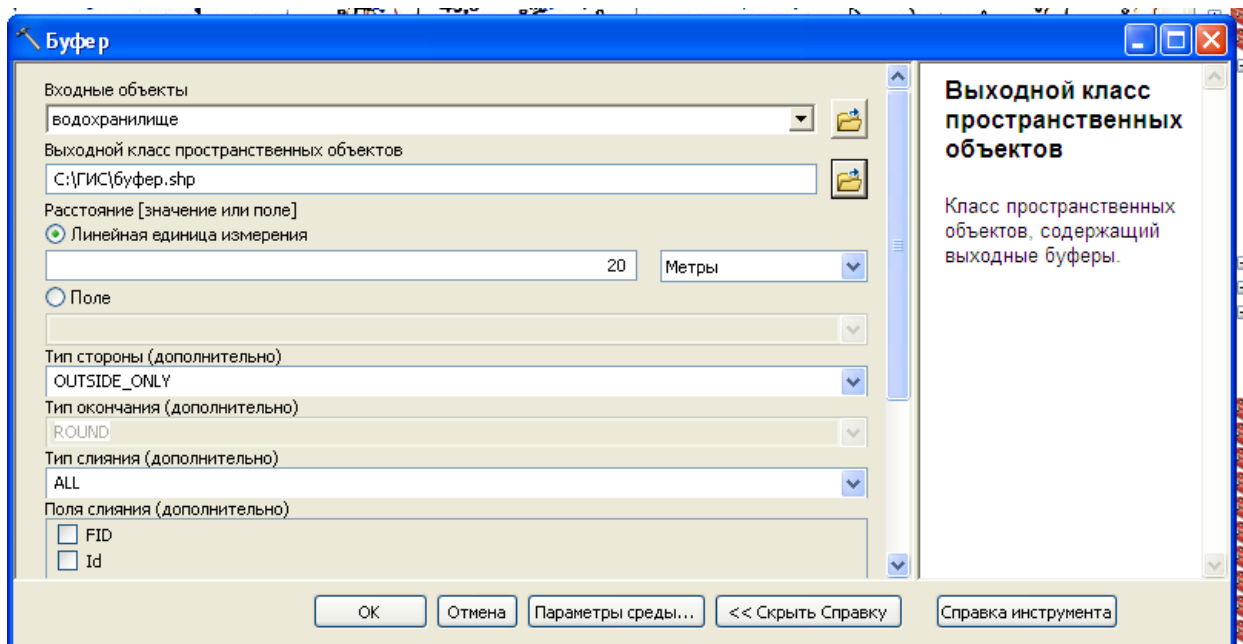 Буфер
Входные объекты
водохранилище
Выходной класс пространственных объектов
C:\ГИС\буфер.shp
Расстояние [значение или поле]
Линейная единица измерения
20
Метры
Поле
Тип стороны (дополнительно)
OUTSIDE_ONLY
Тип окончания (дополнительно)
ROUND
Тип слияния (дополнительно)
ALL
Поля слияния (дополнительно)
FID
Id
Выходной класс
пространственных
объектов
Класс пространственных
объектов, содержащий
выходные буферы.
OK
Отмена
Параметры среды...
<< Скрыть Справку
Справка инструмента